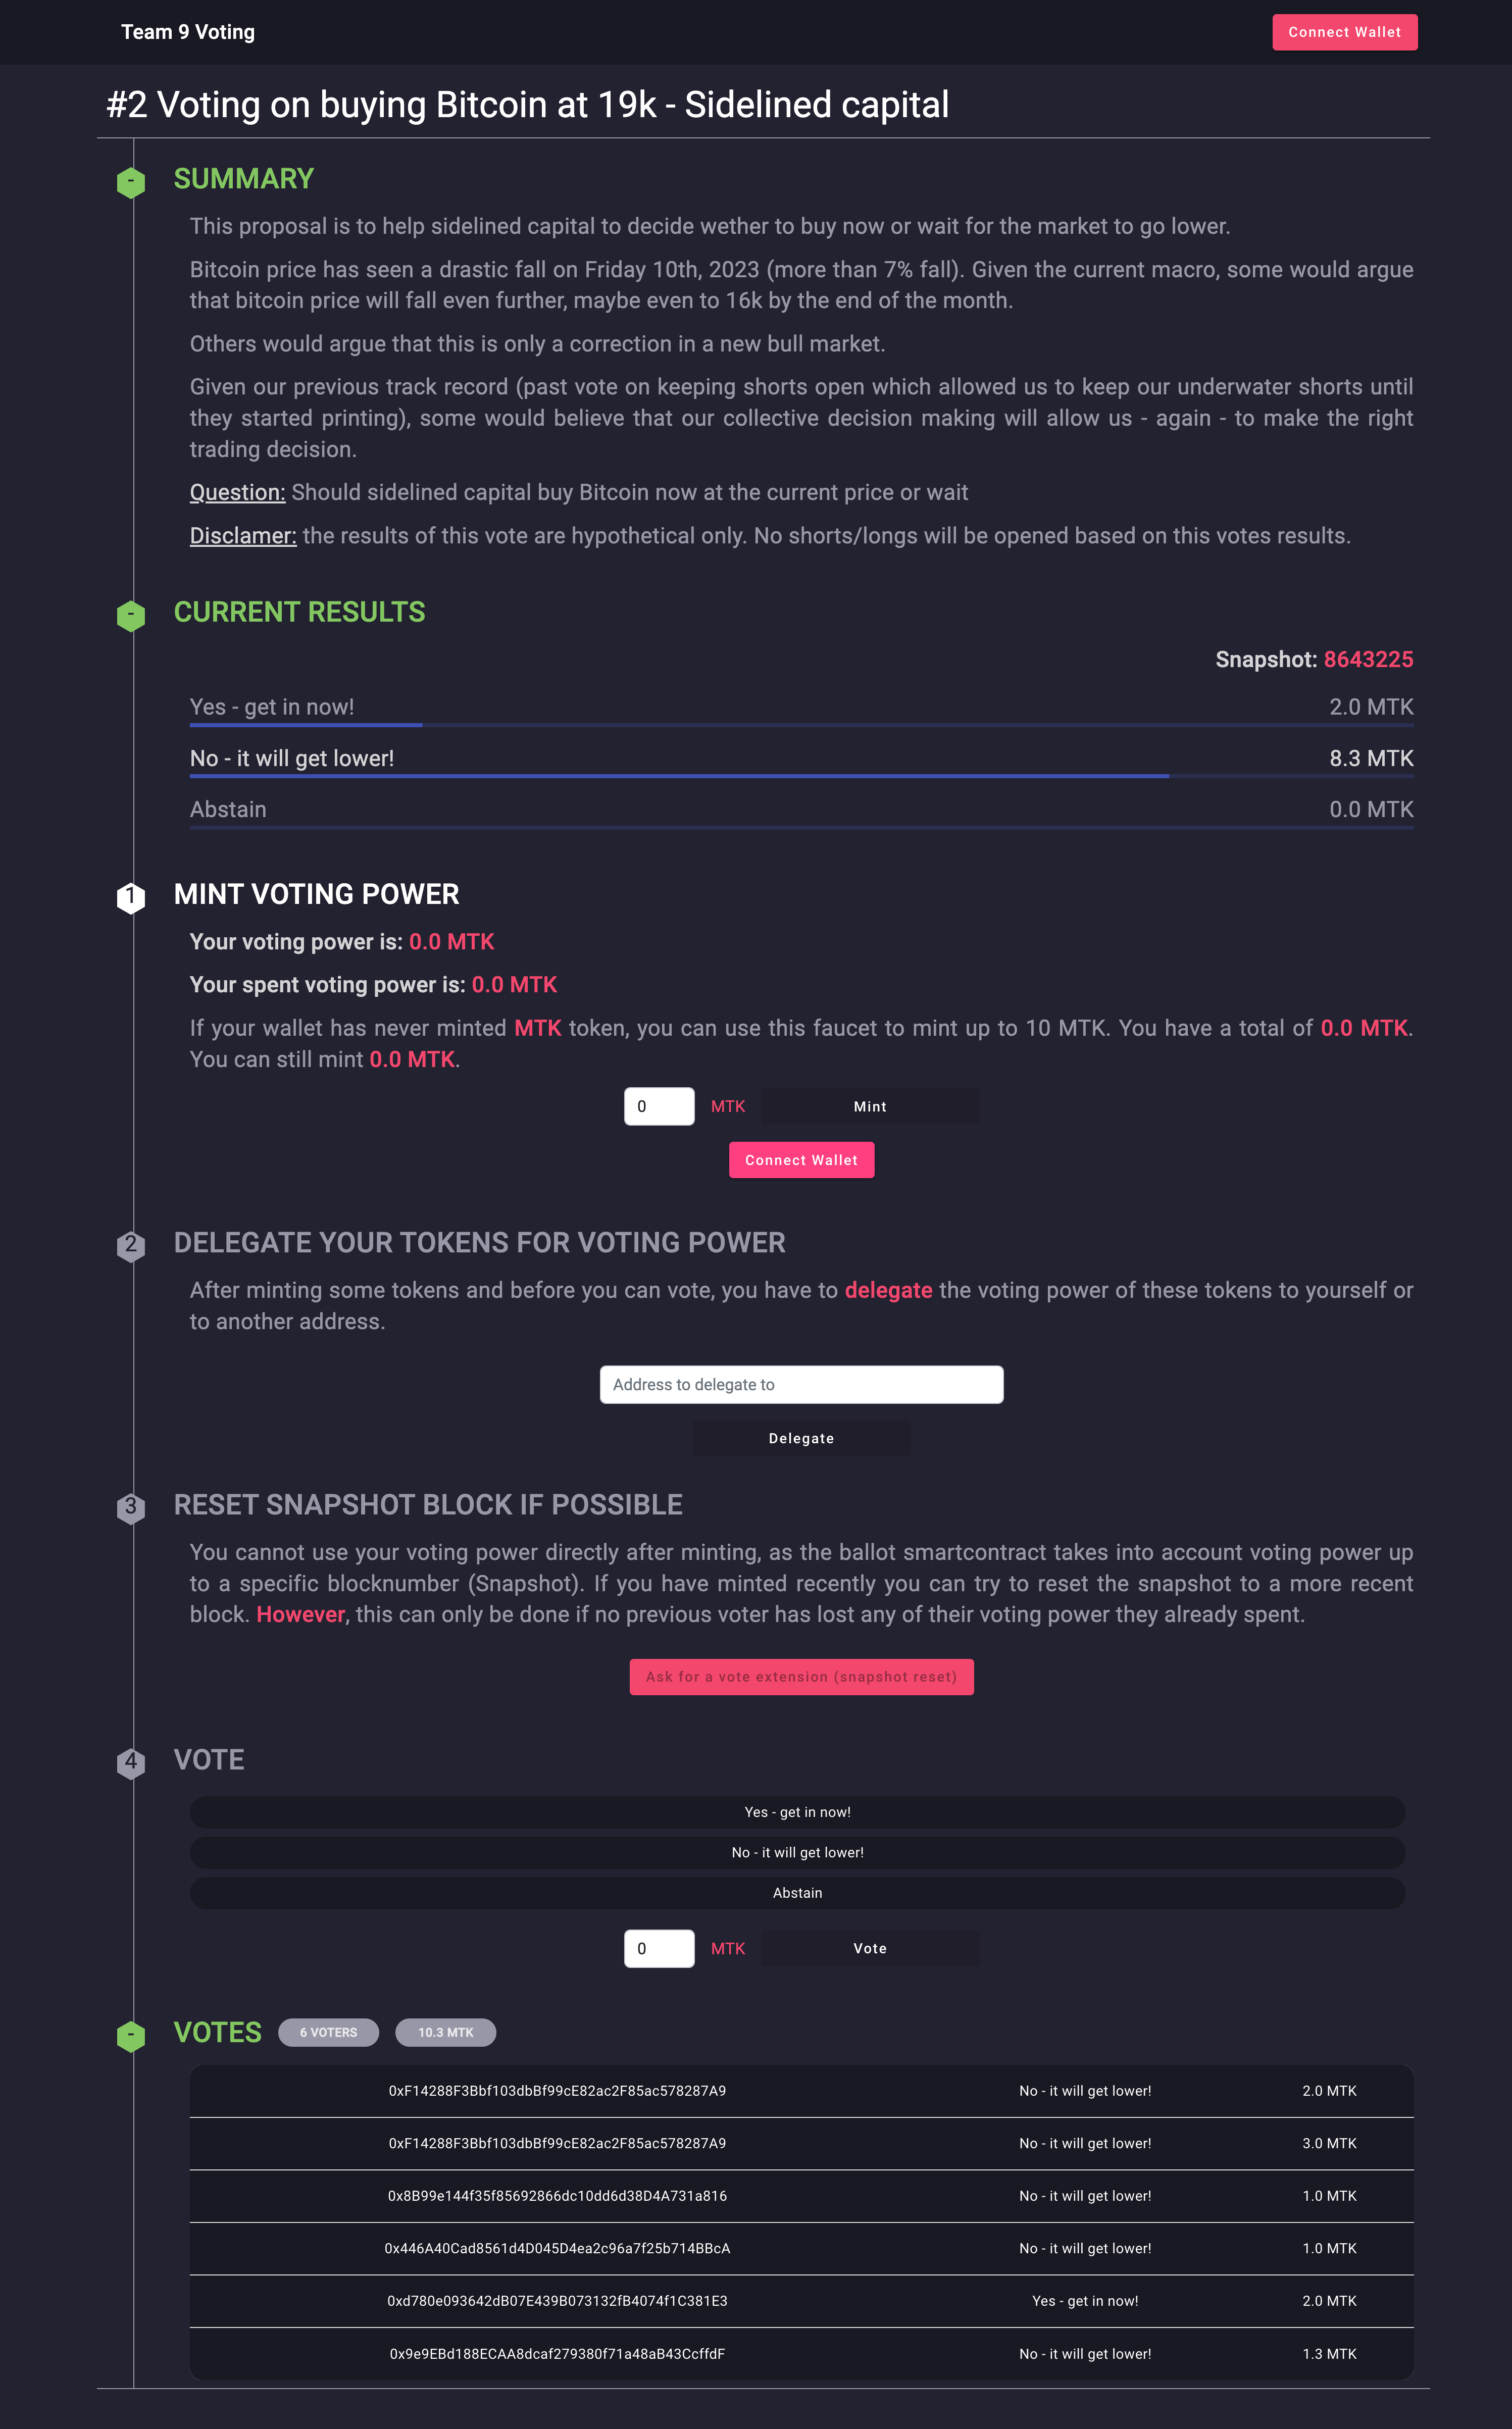 Team 9 Voting
Connect Wallet
#2 Voting on buying Bitcoin at 19k - Sidelined capital
-
SUMMARY
This proposal is to help sidelined capital to decide wether to buy now or wait for the market to go lower.
Bitcoin price has seen a drastic fall on Friday 10th, 2023 (more than 7% fall). Given the current macro, some would argue
that bitcoin price will fall even further, maybe even to 16k by the end of the month.
Others would argue that this is only a correction in a new bull market.
Given our previous track record (past vote on keeping shorts open which allowed us to keep our underwater shorts until
they started printing), some would believe that our collective decision making will allow us - again - to make the right
trading decision.
Question: Should sidelined capital buy Bitcoin now at the current price or wait
Disclamer: the results of this vote are hypothetical only. No shorts/longs will be opened based on this votes results.
-
CURRENT RESULTS
Snapshot: 8643225
Yes - get in now! 2.0 MTK
No - it will get lower! 8.3 MTK
Abstain 0.0 MTK
1
MINT VOTING POWER
Your voting power is: 0.0 MTK
Your spent voting power is: 0.0 MTK
If your wallet has never minted MTK token, you can use this faucet to mint up to 10 MTK. You have a total of 0.0 MTK.
You can still mint 0.0 MTK.
0 MTK Mint
Connect Wallet
2
DELEGATE YOUR TOKENS FOR VOTING POWER
After minting some tokens and before you can vote, you have to delegate the voting power of these tokens to yourself or
to another address.
Address to delegate to
Delegate
3
RESET SNAPSHOT BLOCK IF POSSIBLE
You cannot use your voting power directly after minting, as the ballot smartcontract takes into account voting power up
to a specific blocknumber (Snapshot). If you have minted recently you can try to reset the snapshot to a more recent
block. However, this can only be done if no previous voter has lost any of their voting power they already spent.
Ask for a vote extension (snapshot reset)
4
VOTE
Yes - get in now!
No - it will get lower!
Abstain
0 MTK Vote
-
VOTES 6 VOTERS 10.3 MTK
0xF14288F3Bbf103dbBf99cE82ac2F85ac578287A9 No - it will get lower! 2.0 MTK
0xF14288F3Bbf103dbBf99cE82ac2F85ac578287A9 No - it will get lower! 3.0 MTK
0x8B99e144f35f85692866dc10dd6d38D4A731a816 No - it will get lower! 1.0 MTK
0x446A40Cad8561d4D045D4ea2c96a7f25b714BBcA No - it will get lower! 1.0 MTK
0xd780e093642dB07E439B073132fB4074f1C381E3 Yes - get in now! 2.0 MTK
0x9e9EBd188ECAA8dcaf279380f71a48aB43CcffdF No - it will get lower! 1.3 MTK